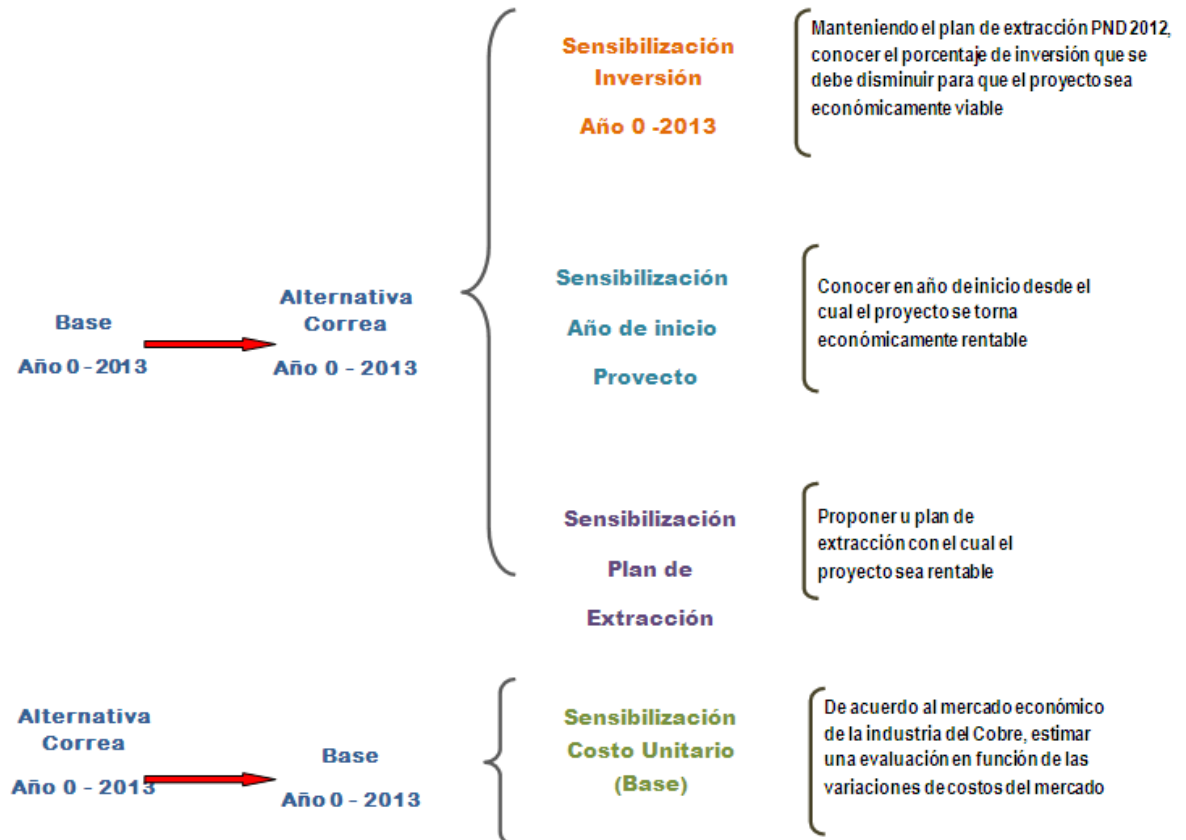 Base
Año 0 - 2013
Alternativa
Correa
Año 0 - 2013
Sensibilización
Inversión
Año 0 -2013
Manteniendo el plan de extracción PND 2012,
conocer el porcentaje de inversión que se
debe disminuir para que el proyecto sea
económicamente viable
Sensibilización
Año de inicio
Provecto
Conocer en año de inicio desde el
cual el proyecto se torna
económicamente rentable
Sensibilización
Plan de
Extracción
Proponer u plan de
extracción con el cual el
proyecto sea rentable
Alternativa
Correa
Año 0 - 2013
Base
Año 0 - 2013
Sensibilización
Costo Unitario
(Base)
De acuerdo al mercado económico
de la industria del Cobre, estimar
una evaluación en función de las
variaciones de costos del mercado